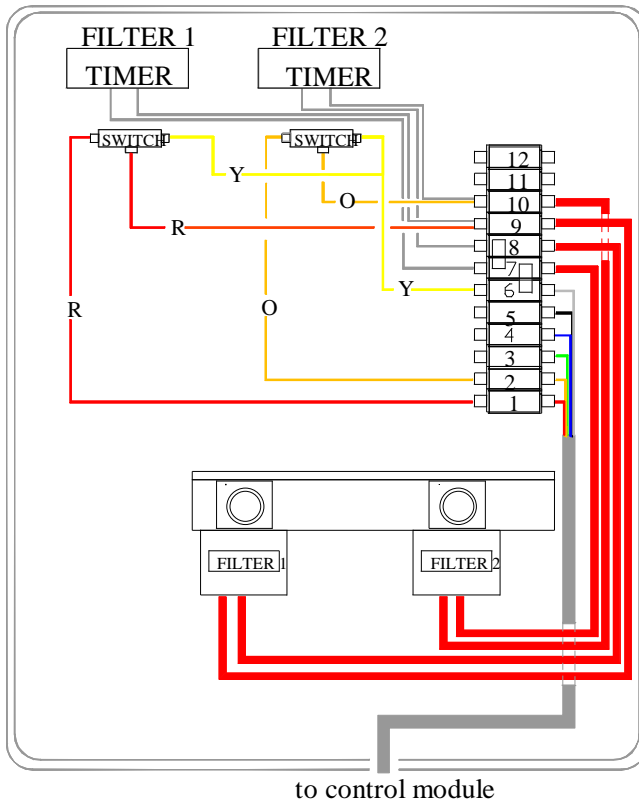 FILTER 1 FILTER 2
TIMER TIMER
SWITCH SWITCH
12
11
Y
10
O
9
R
8
7
6
Y
R
O
5
4
3
2
1
FILTER 1 FILTER 2
to control module